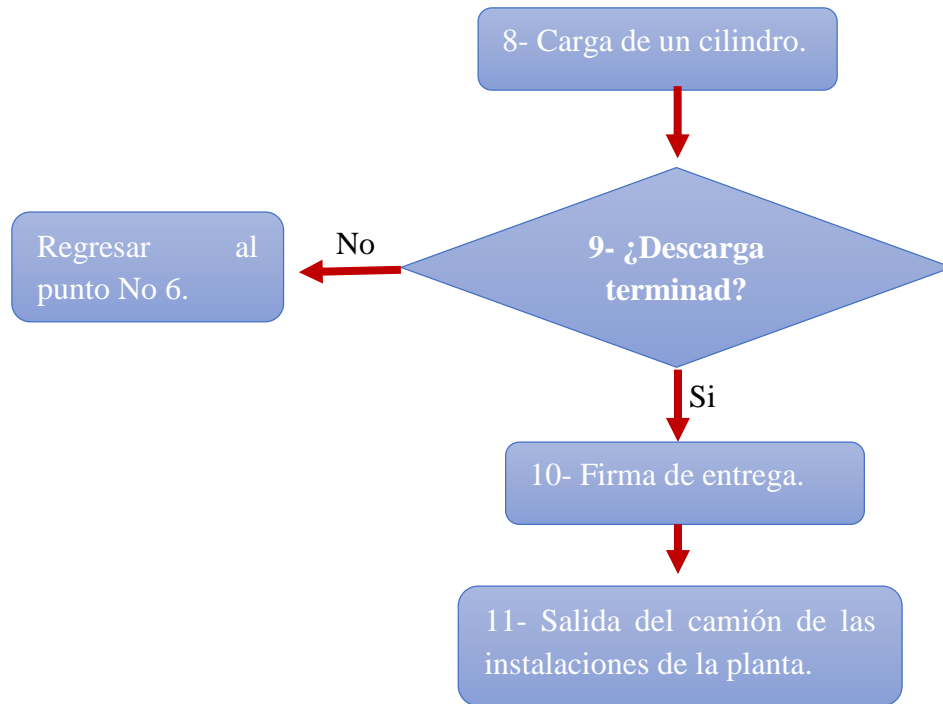 8- Carga de un cilindro.
9- ¿Descarga
terminad?
No
Regresar al
punto No 6.
Si
10- Firma de entrega.
11- Salida del camión de las
instalaciones de la planta.